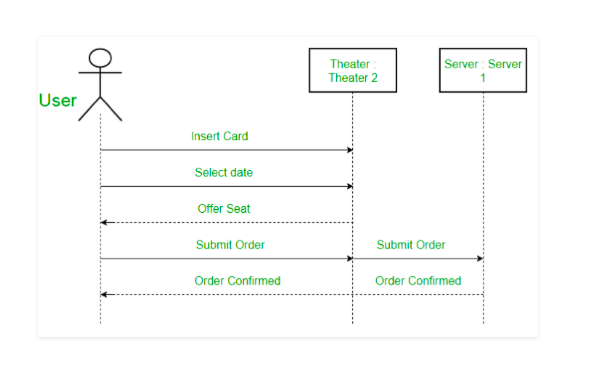 Theater :
Theater 2
Server : Server
1
User
Insert Card
Select date
Offer Seat
Submit Order
Submit Order
Order Confirmed
Order Confirmed